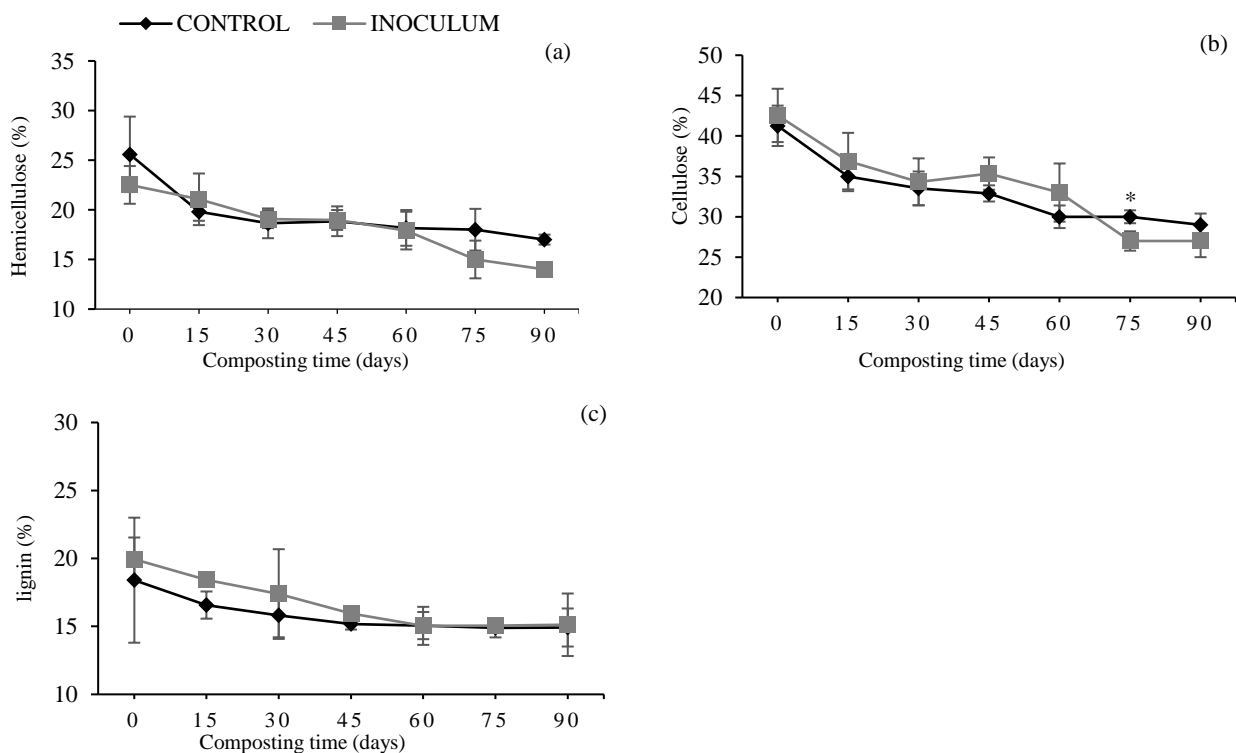 CONTROL INOCULUM
(a)
Hemicellulose (%)
35
30
25
20
15
10
0 15 30 45 60 75 90
Composting time (days)
(b)
Cellulose (%)
50
45
40
35
30
25
20
*
0 15 30 45 60 75 90
Composting time (days)
(c)
lignin (%)
30
25
20
15
10
0 15 30 45 60 75 90
Composting time (days)